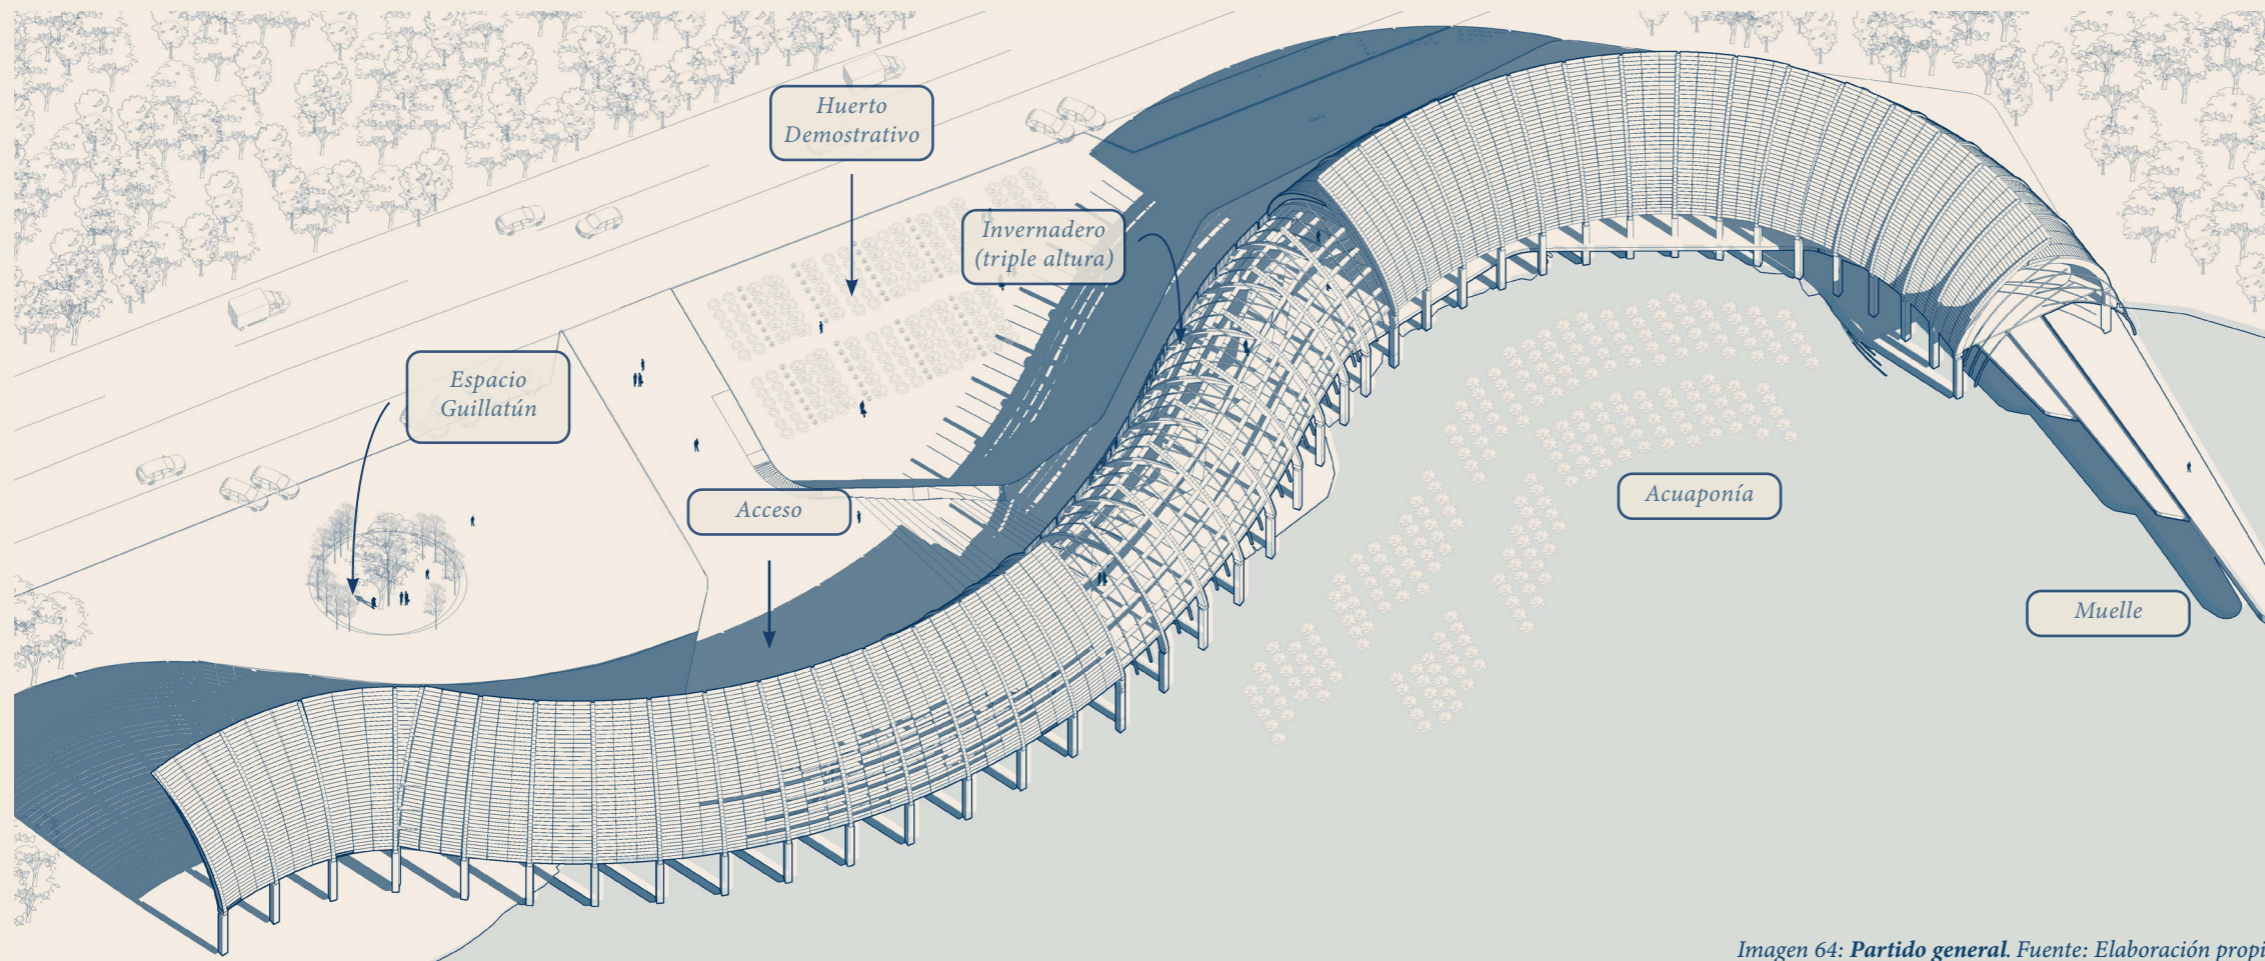 Huerto
Demostrativo
Invernadero
(triple altura)
Espacio
Guillatún
Acceso
Acuaponía
Muelle
Imagen 64: Partido general. Fuente: Elaboración propi